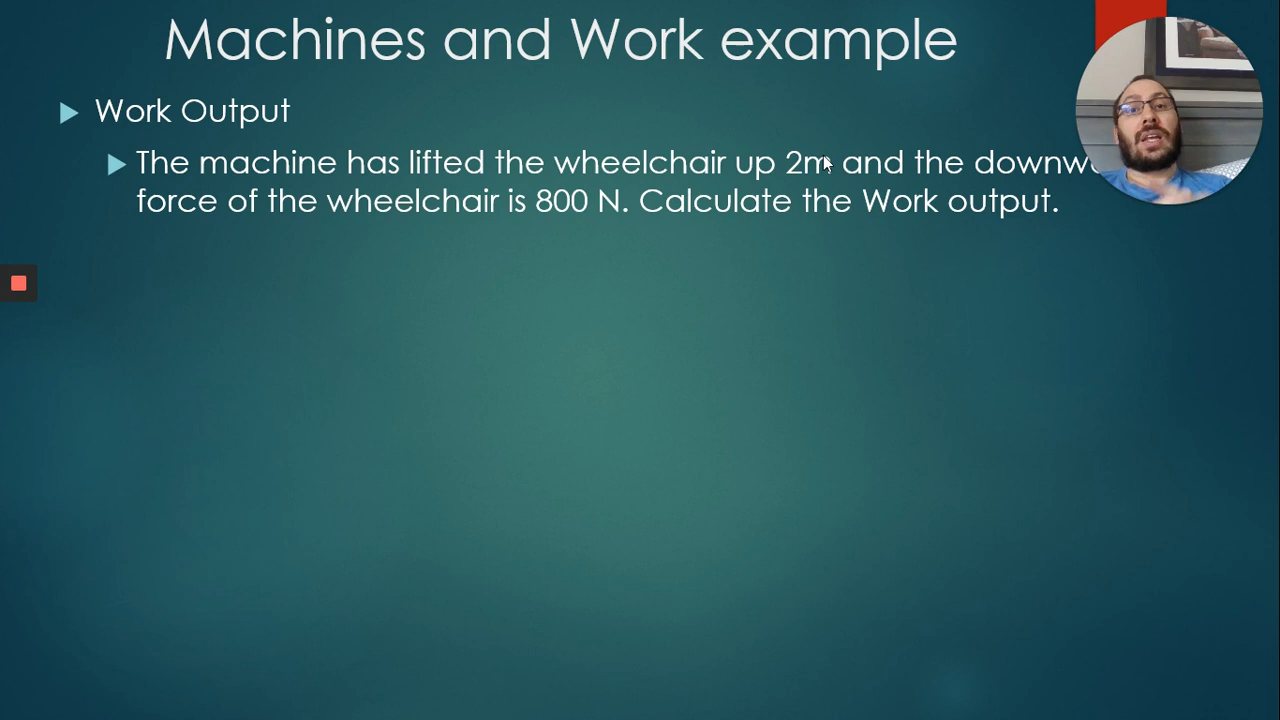 Machines and Work example
Work Output
The machine has lifted the wheelchair up 2m and the
force of the wheelchair is 800 N. Calculate the Work output.